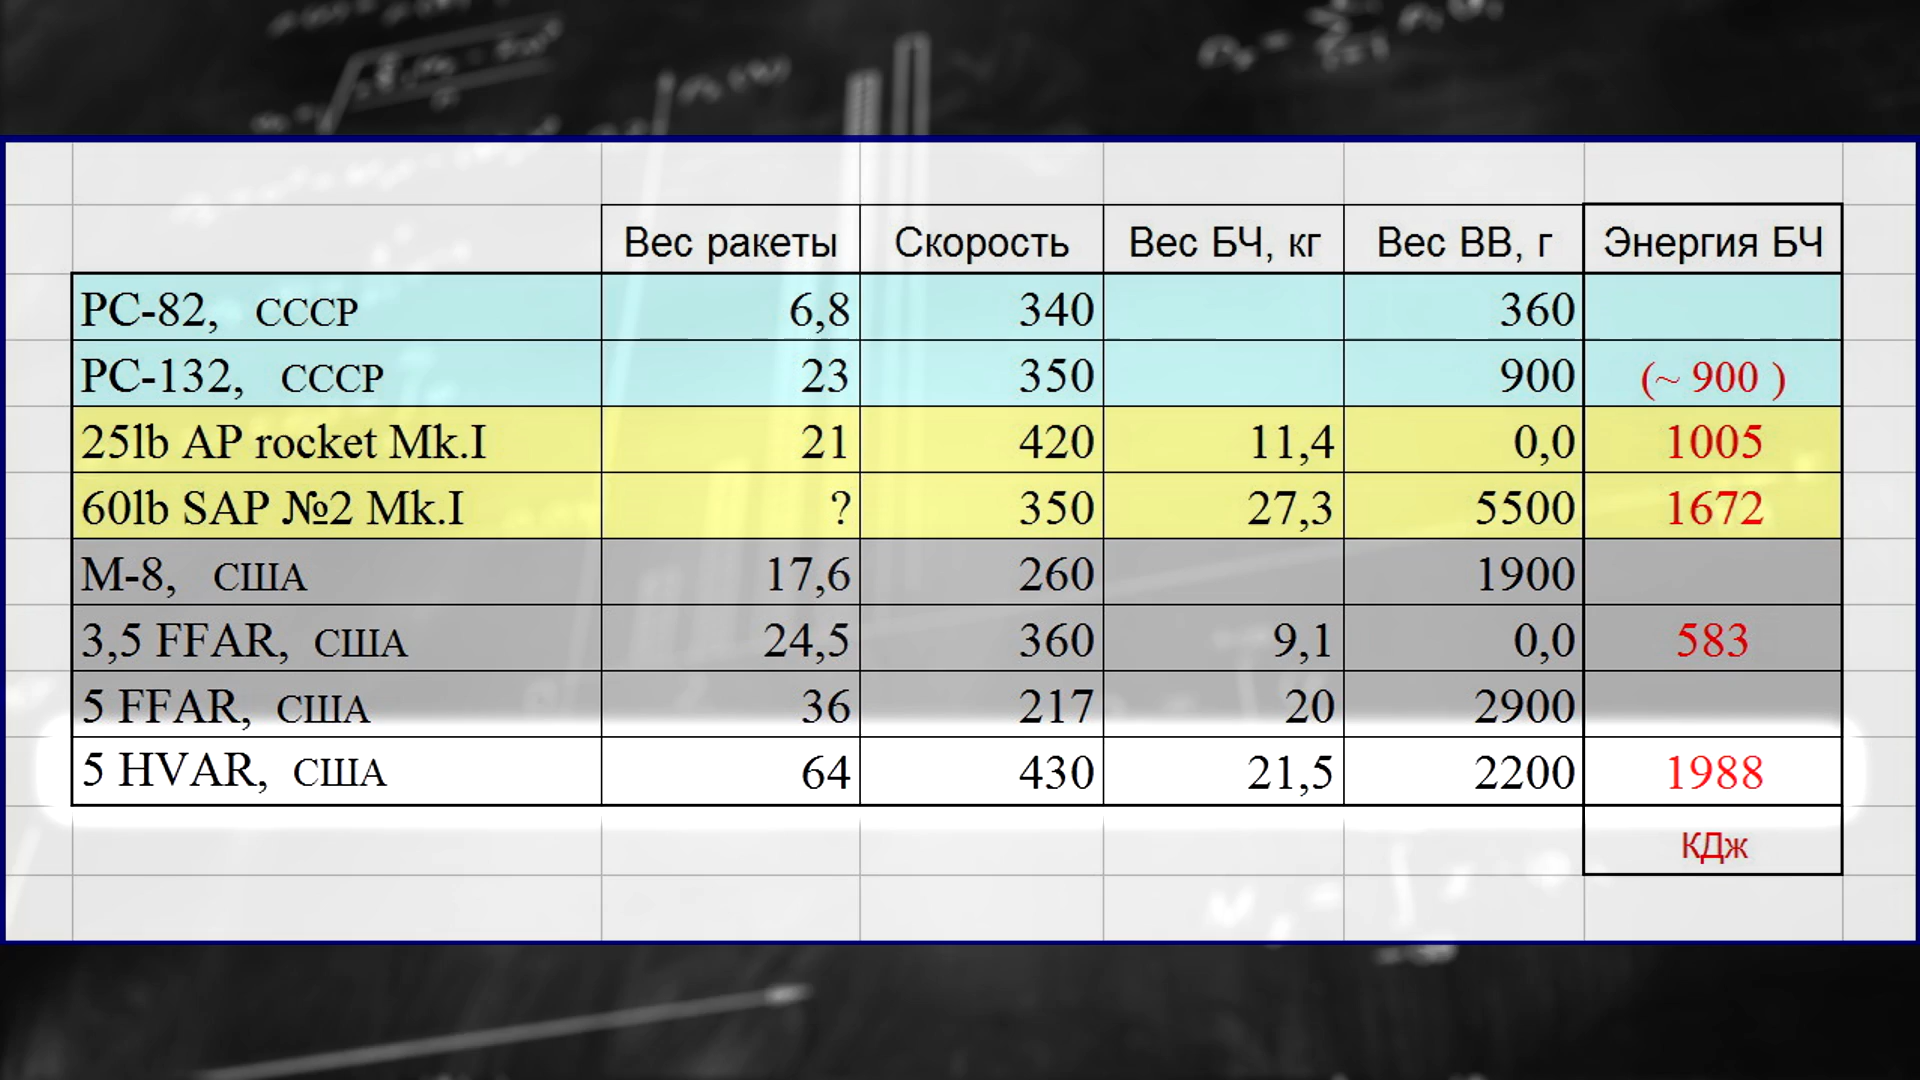 Вес ракеты Скорость Вес БЧ, кг Вес ВВ, г Энергия БЧ
РС-82, СССР 6,8 340 360
РС-132, СССР 23 350 900 (~ 900 )
25lb AP rocket Mk.I 21 420 11,4 0,0 1005
60lb SAP №2 Mk.I ? 350 27,3 5500 1672
М-8, США 17,6 260 1900
3,5 FFAR, США 24,5 360 9,1 0,0 583
5 FFAR, США 36 217 20 2900
5 HVAR, США 64 430 21,5 2200 1988
КДж